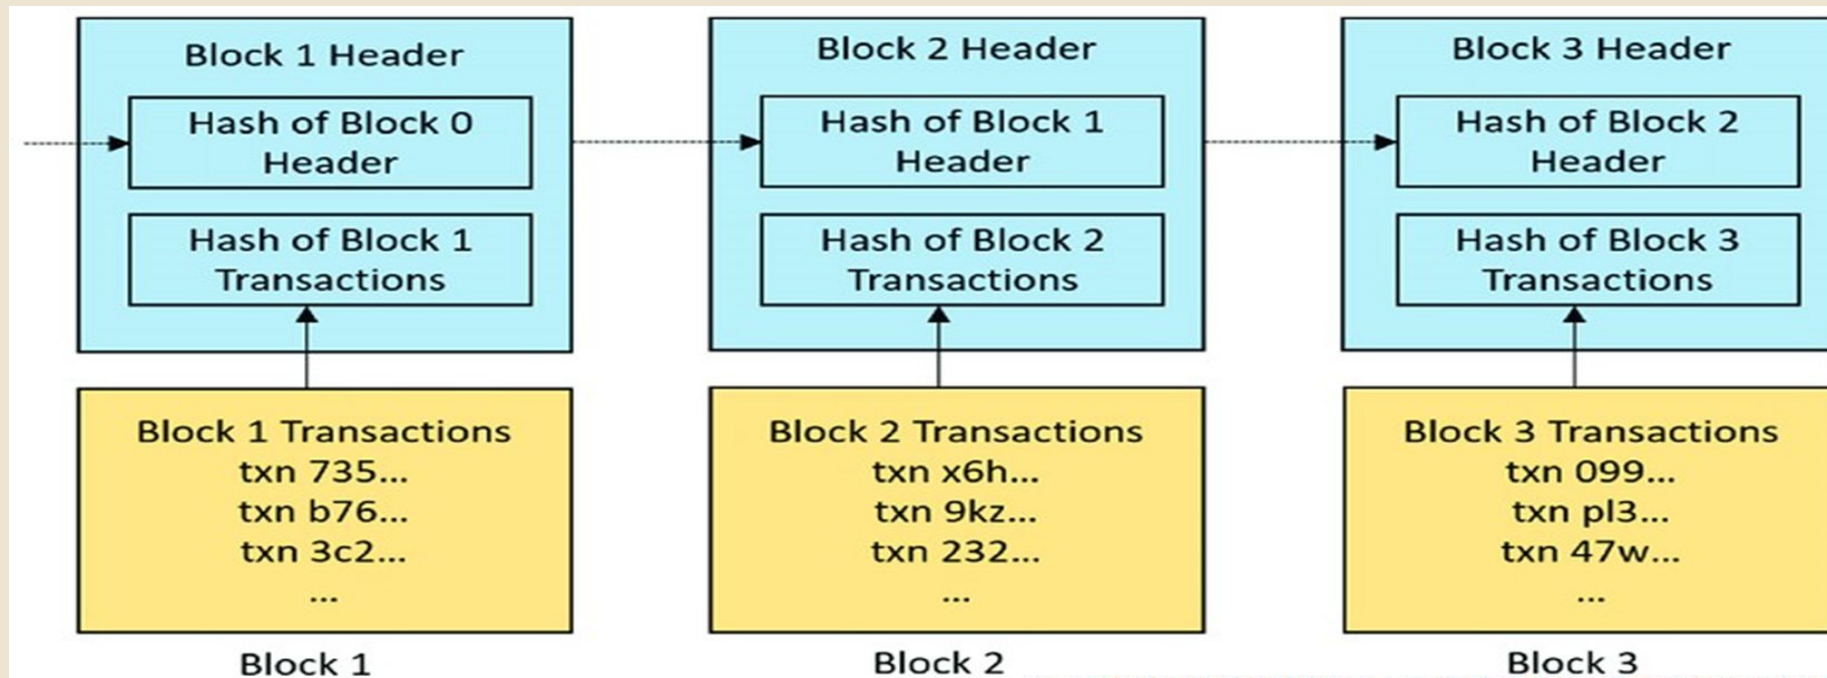 Block 1 Header
Hash of Block 0
Header
Hash of Block 1
Transactions
Block 1 Transactions
txn 735...
txn b76...
txn 3c2...
...
Block 1
Block 2 Header
Hash of Block 1
Header
Hash of Block 2
Transactions
Block 2 Transactions
txn x6h...
txn 9kz...
txn 232...
...
Block 2
Block 3 Header
Hash of Block 2
Header
Hash of Block 3
Transactions
Block 3 Transactions
txn 099...
txn pl3...
txn 47w...
...
Block 3